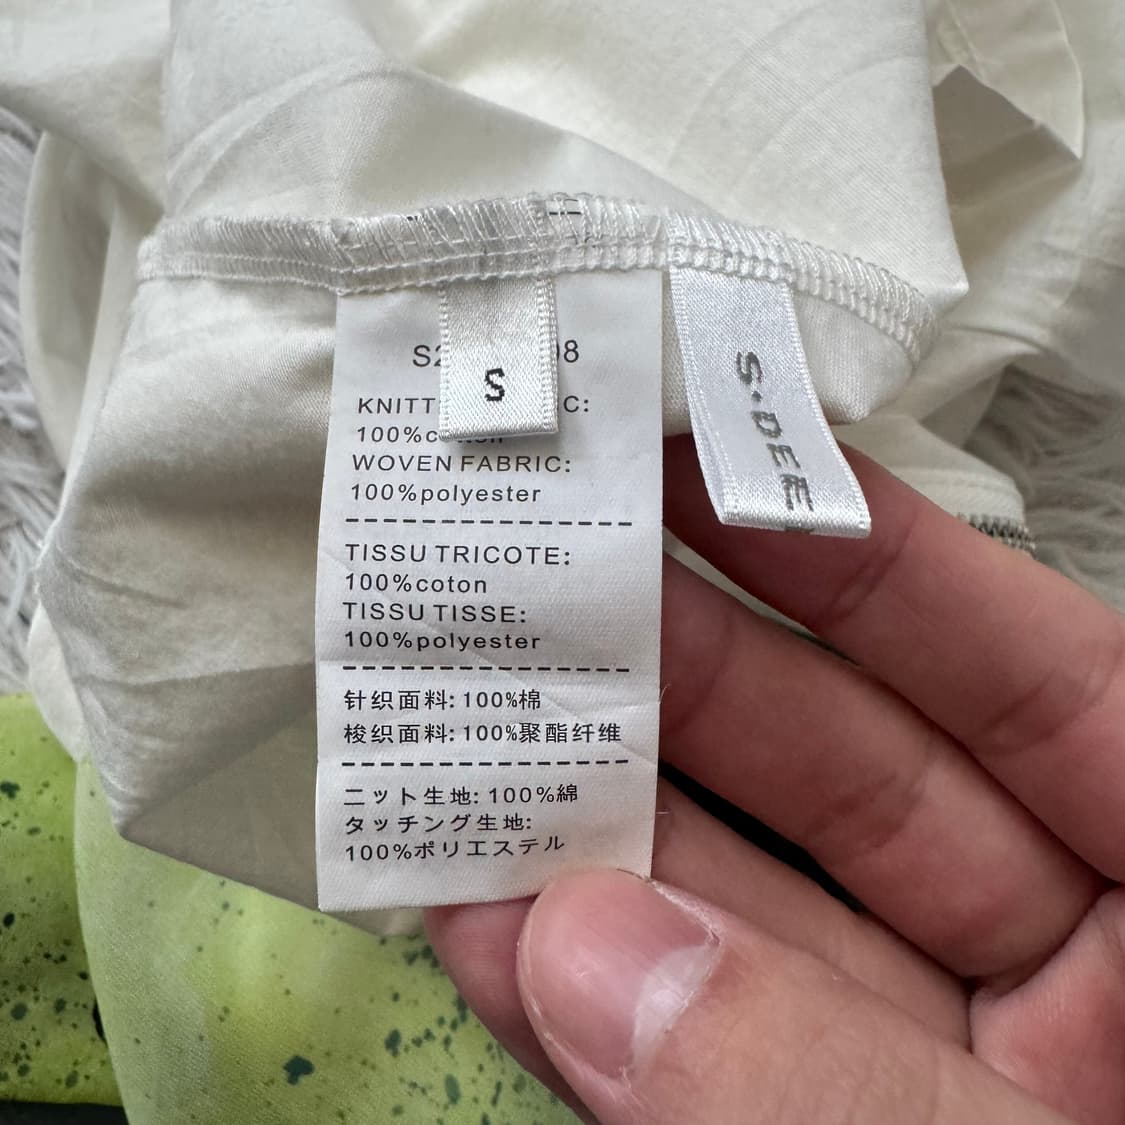 S
KNITT C:
100%cotton
WOVEN FABRIC:
100%polyester
TISSU TRICOTE:
100%coton
TISSU TISSE:
100%polyester
针织面料: 100%棉
梭织面料: 100%聚酯纤维
ニット生地: 100%綿
タッチング生地:
100%ポリエステル
S·DEE